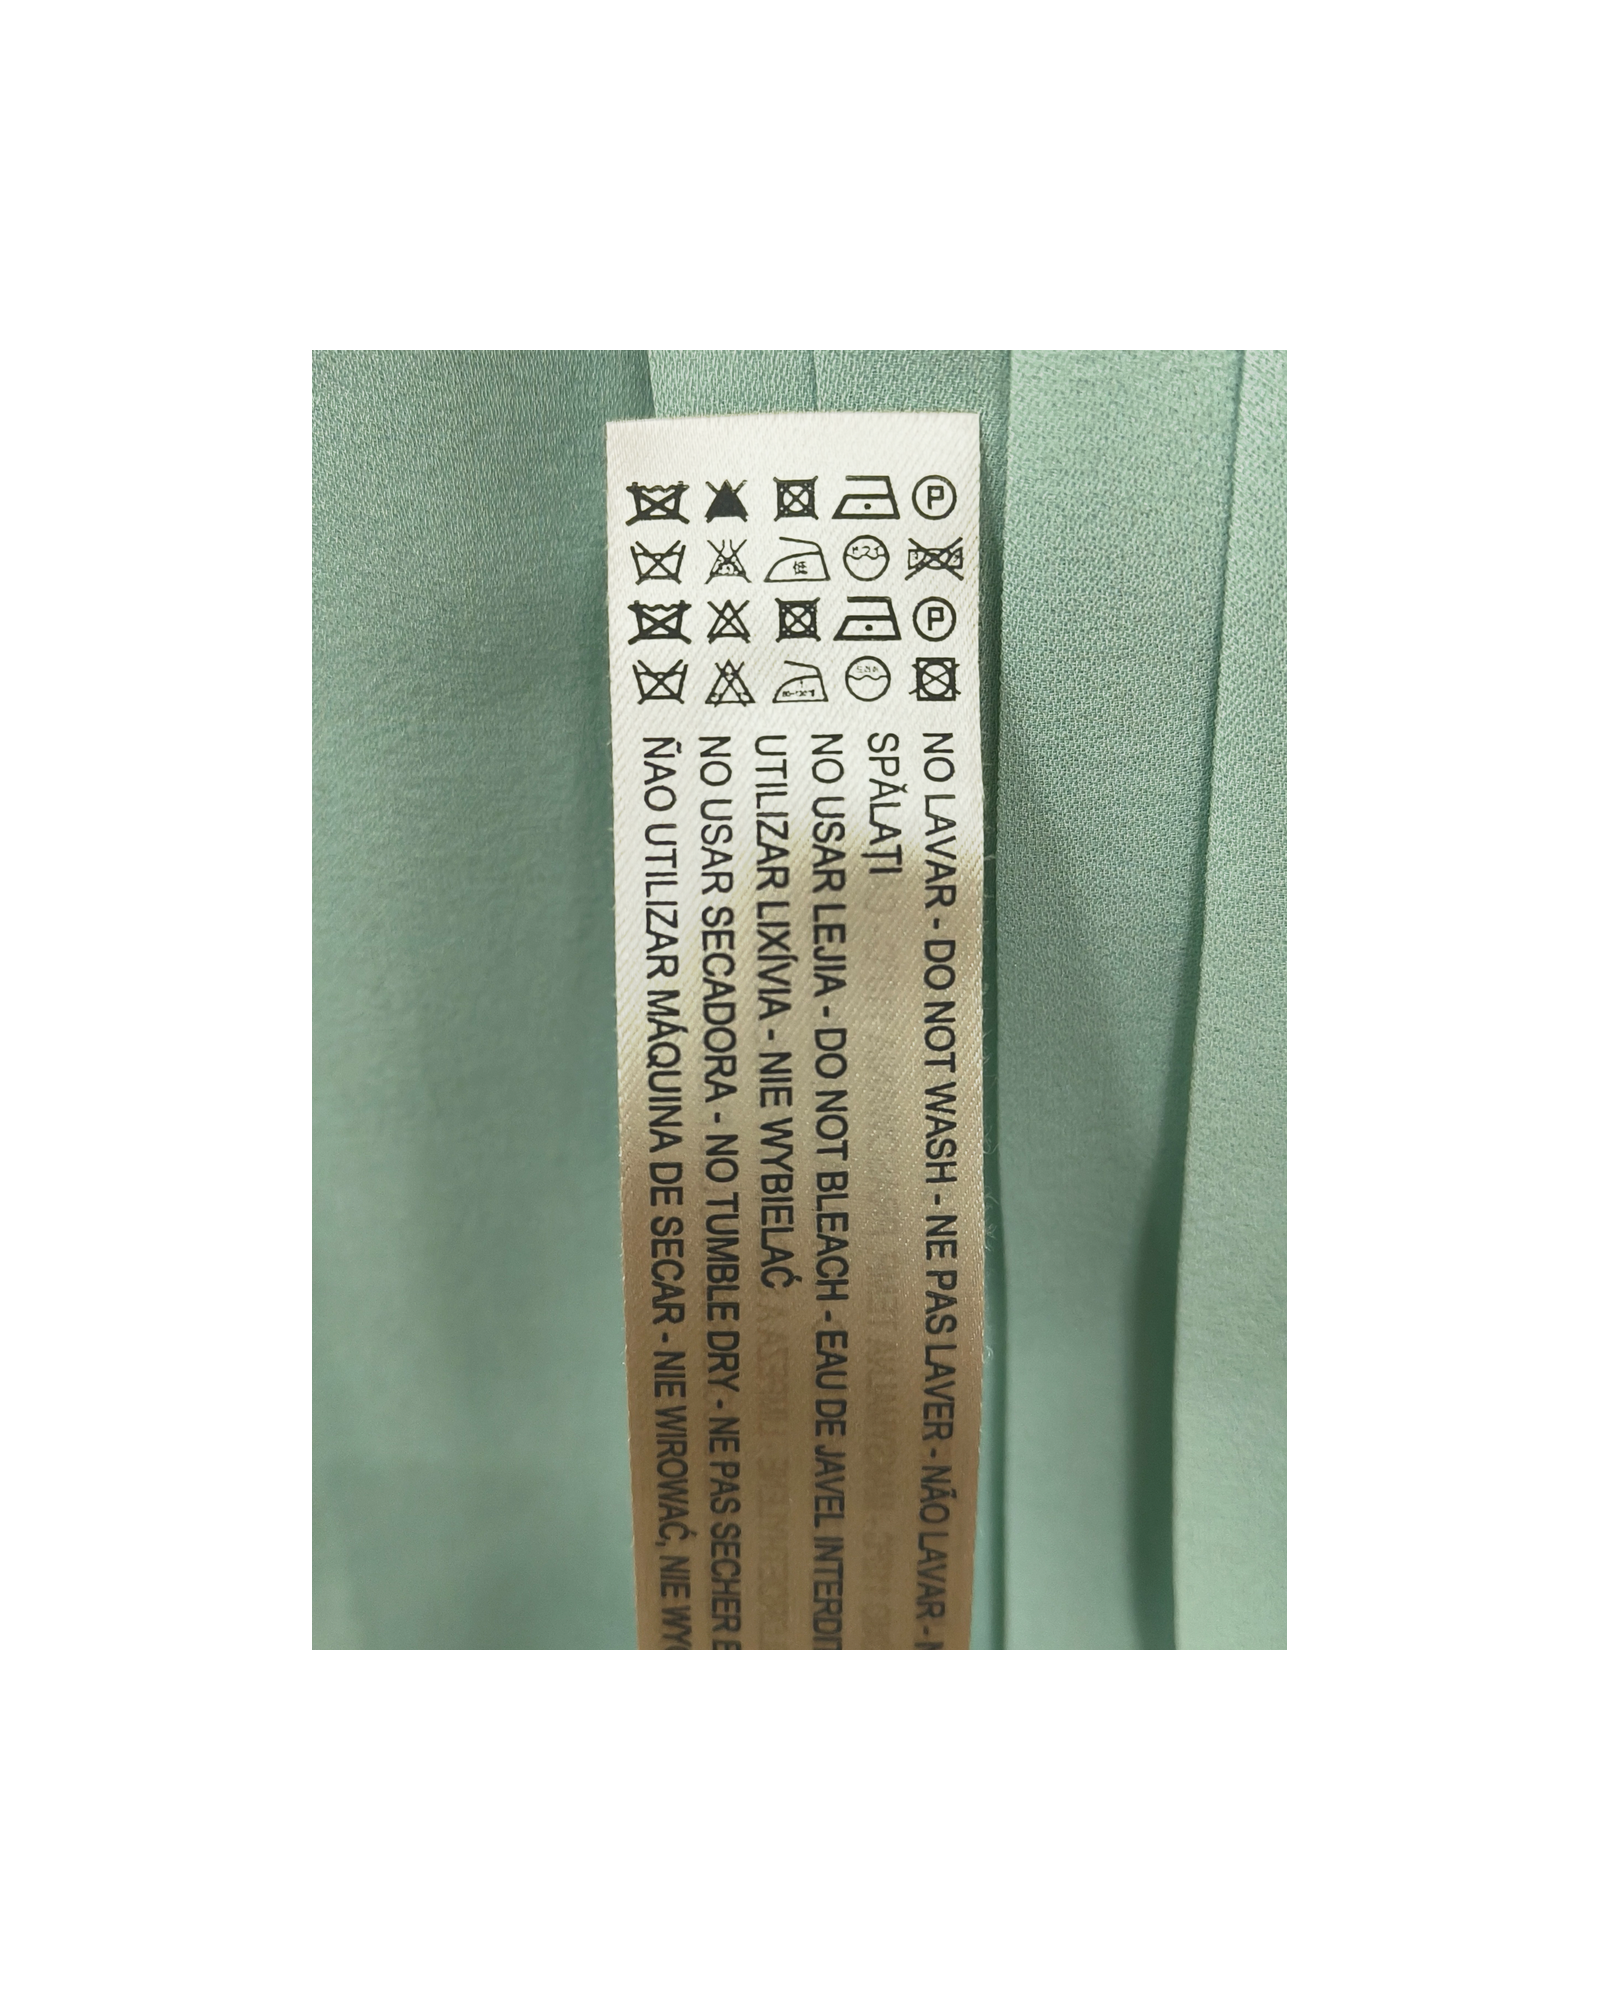 NO LAVAR - DO NOT WASH - NE PAS LAVER - NÃO LAVAR -
SPĂLAȚI
NO USAR LEJIA - DO NOT BLEACH - EAU DE JAVEL INTERDIT
UTILIZAR LIXÍVIA - NIE WYBIELAĆ
NO USAR SECADORA - NO TUMBLE DRY - NE PAS SECHER
ÑAO UTILIZAR MÁQUINA DE SECAR - NIE WIROWAĆ, NIE